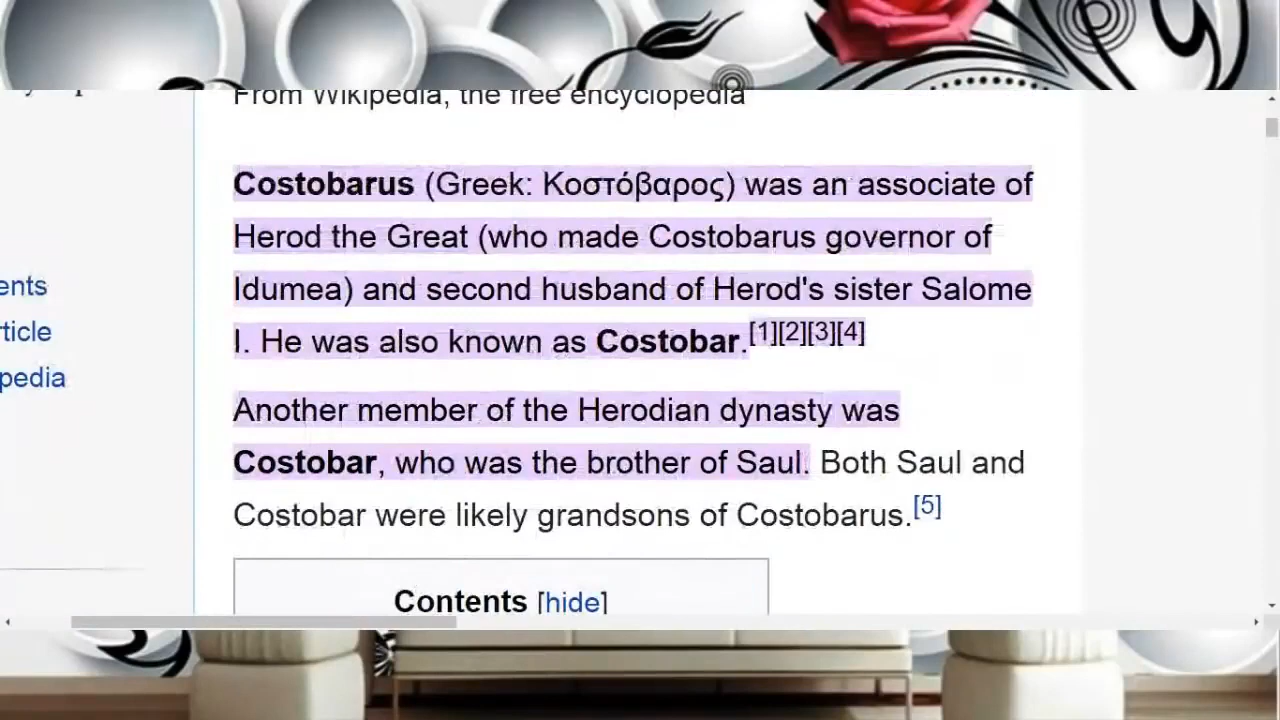 From Wikipedia, the free encyclopedia
Costobarus (Greek: Κοστόβαρος) was an associate of
Herod the Great (who made Costobarus governor of
Idumea) and second husband of Herod's sister Salome
I. He was also known as Costobar.[1][2][3][4]
Another member of the Herodian dynasty was
Costobar, who was the brother of Saul. Both Saul and
Costobar were likely grandsons of Costobarus.[5]
Contents [hide]
ents
rticle
pedia